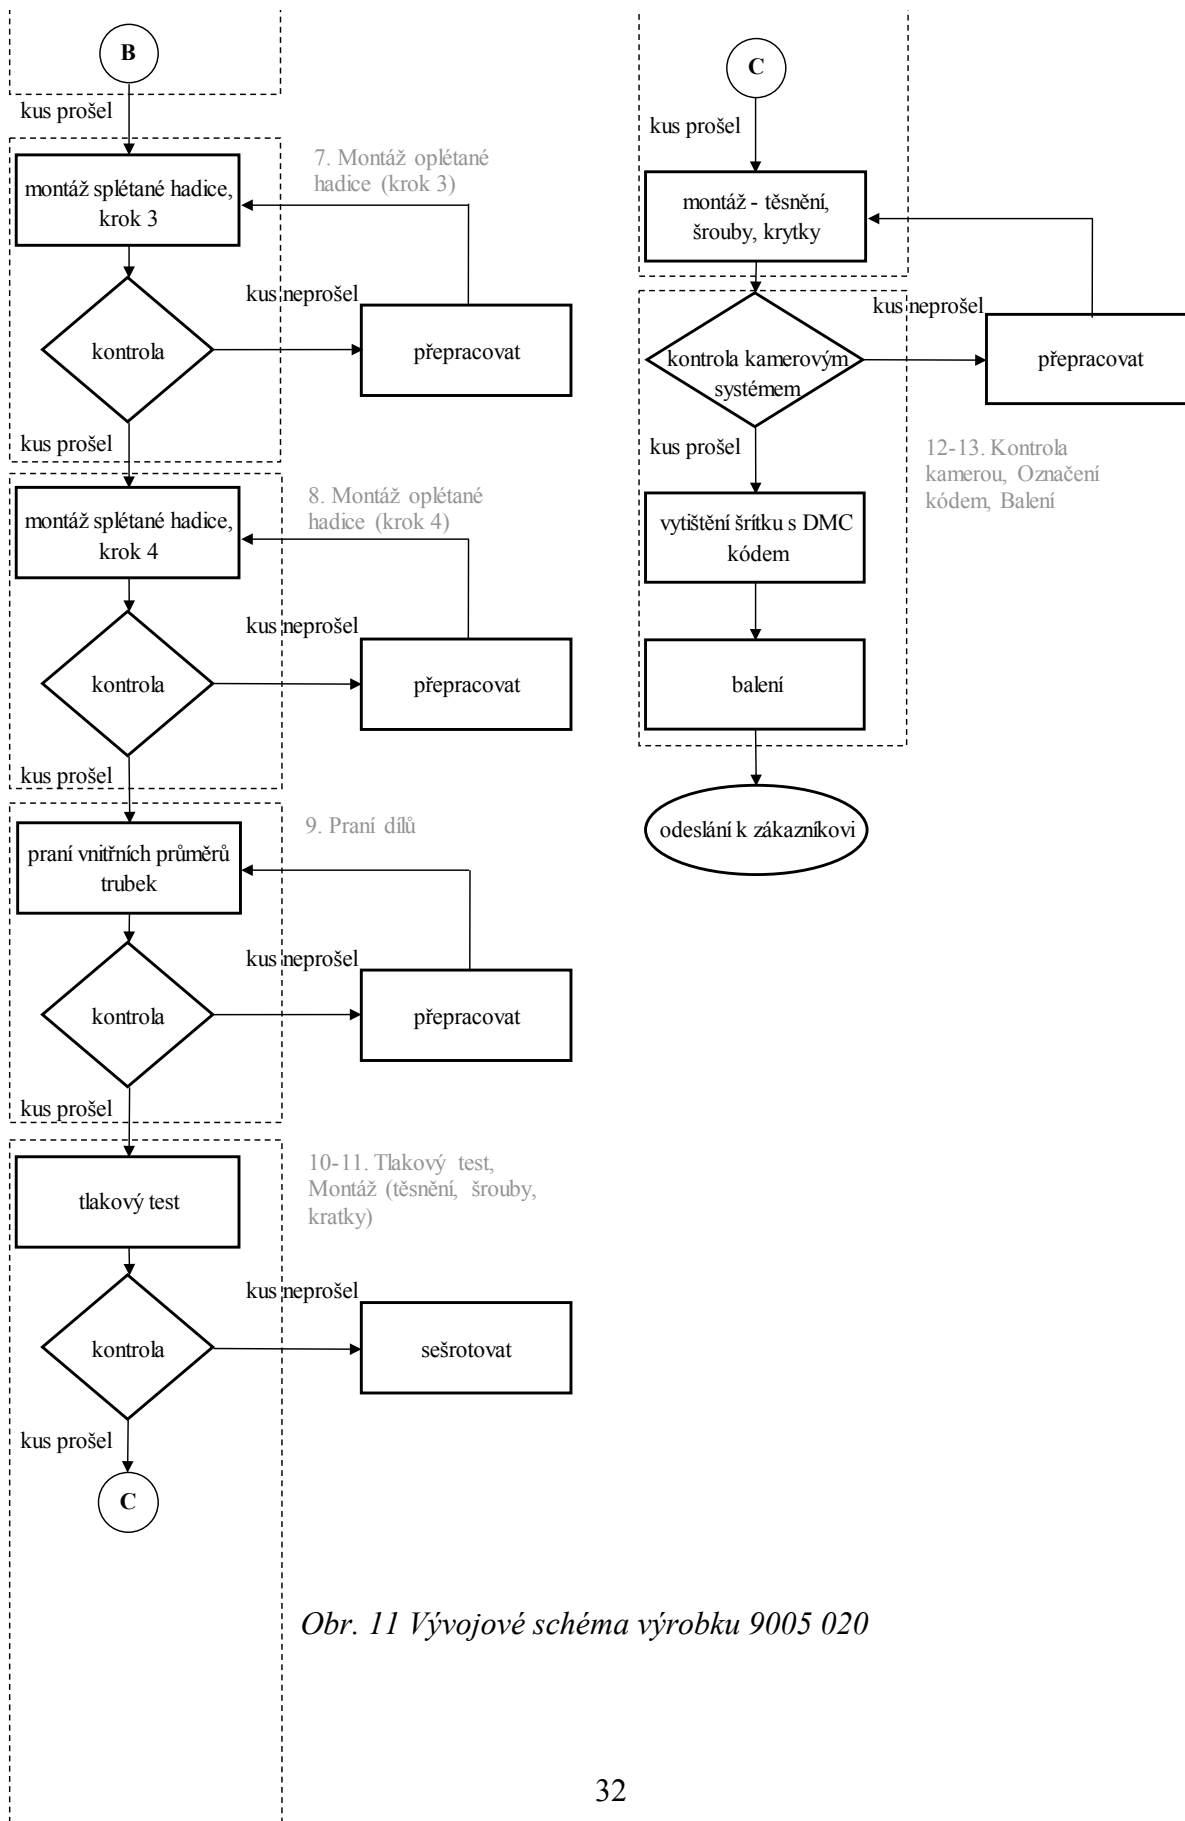 B
kus prošel
7. Montáž oplétané
hadice (krok 3)
montáž splétané hadice,
krok 3
kus neprošel
kontrola
přepracovat
kus prošel
8. Montáž oplétané
hadice (krok 4)
montáž splétané hadice,
krok 4
kus neprošel
kontrola
přepracovat
kus prošel
9. Praní dílů
praní vnitřních průměrů
trubek
kus neprošel
kontrola
přepracovat
kus prošel
10-11. Tlakový test,
Montáž (těsnění, šrouby,
kratky)
tlakový test
kus neprošel
kontrola
sešrotovat
kus prošel
C
C
kus prošel
montáž - těsnění,
šrouby, krytky
kus neprošel
kontrola kamerovým
systémem
přepracovat
kus prošel
12-13. Kontrola
kamerou, Označení
kódem, Balení
vytištění šrítku s DMC
kódem
balení
odeslání k zákazníkovi
Obr. 11 Vývojové schéma výrobku 9005 020
32